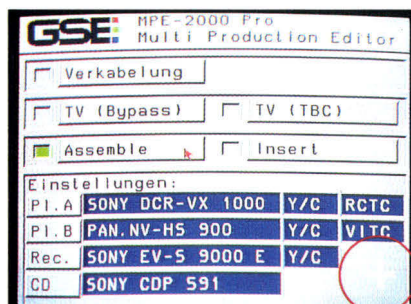 GSE: MPE-2000 Pro
Multi Production Editor
Verkabelung
TV (Bypass) TV (TBC)
Assemble Insert
Einstellungen:
Pl.A SONY DCR-VX 1000 Y/C RCTC
Pl.B PAN.NV-HS 900 Y/C VITC
Rec. SONY EV-S 9000 E Y/C
CD SONY CDP 591